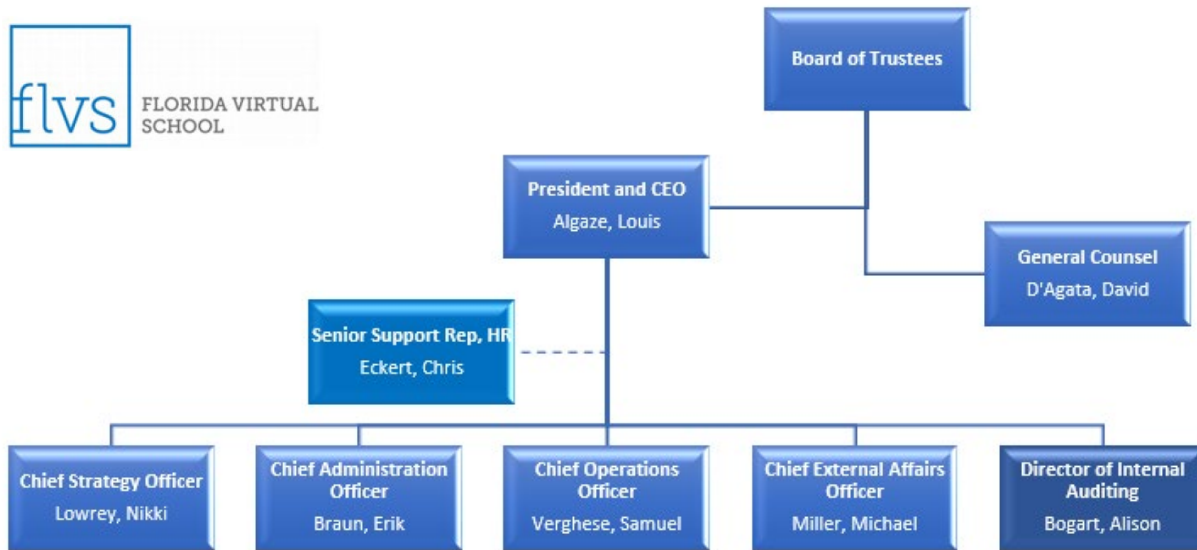 flvs
FLORIDA VIRTUAL
SCHOOL
Board of Trustees
President and CEO
Algaze, Louis
General Counsel
D'Agata, David
Senior Support Rep, HR
Eckert, Chris
Chief Strategy Officer
Lowrey, Nikki
Chief Administration
Officer
Braun, Erik
Chief Operations
Officer
Verghese, Samuel
Chief External Affairs
Officer
Miller, Michael
Director of Internal
Auditing
Bogart, Alison